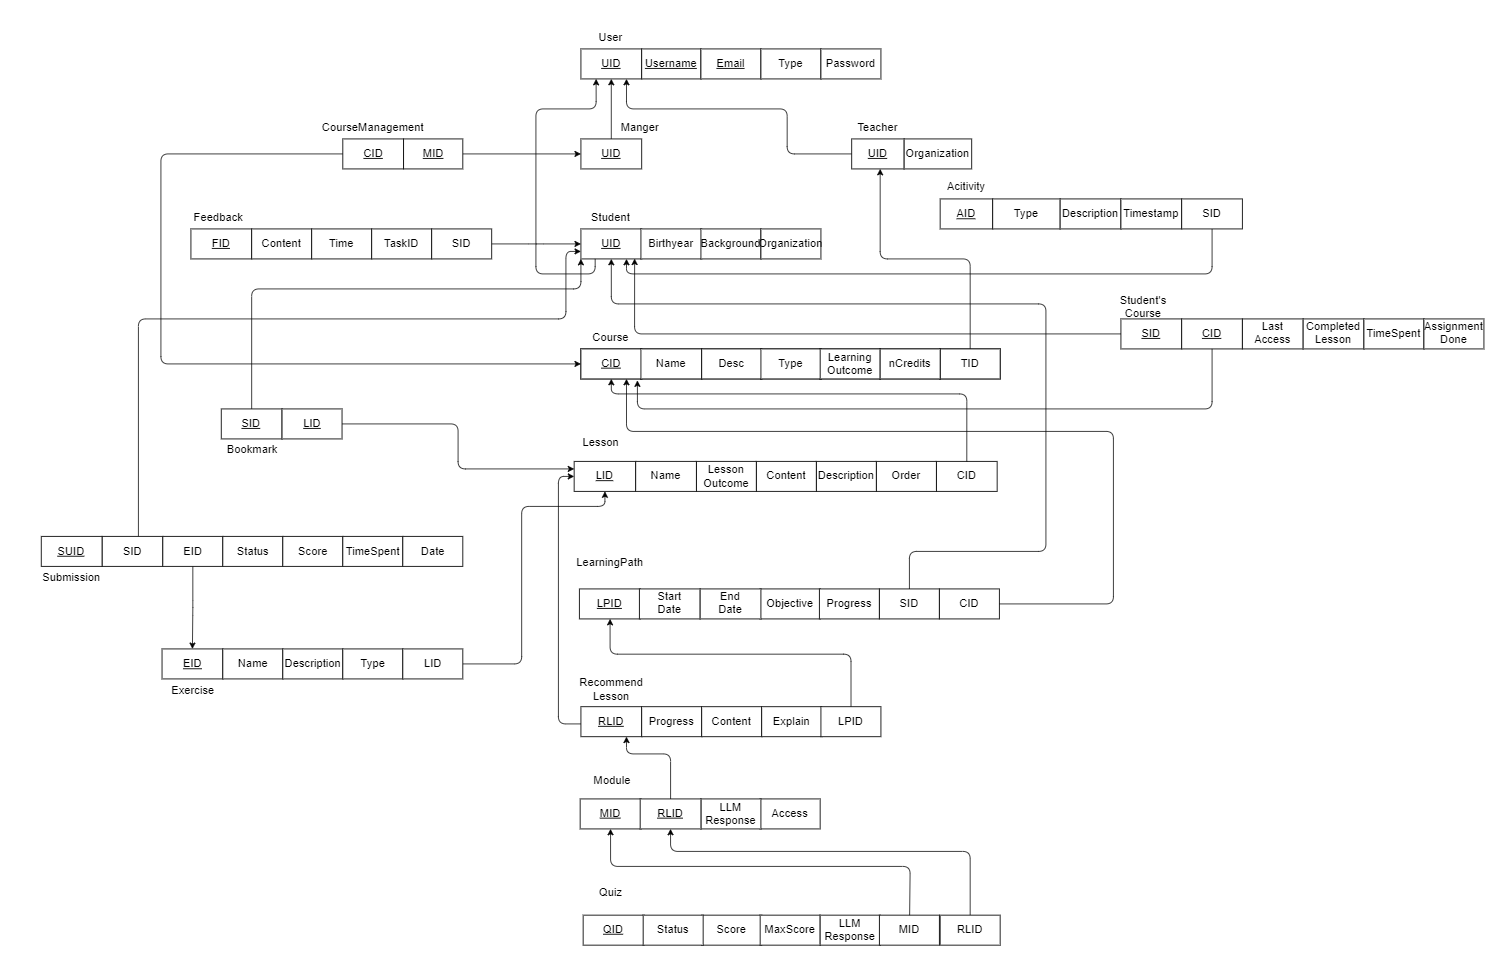 User
UID Username Email Type Password
CourseManagement
CID MID
Manger
UID
Teacher
UID Organization
Acitivity
AID Type Description Timestamp SID
Feedback
FID Content Time TaskID SID
Student
UID Birthyear Background Organization
Student's
Course
SID CID Last
Access Completed
Lesson TimeSpent Assignment
Done
Course
CID Name Desc Type Learning
Outcome nCredits TID
SID LID
Bookmark
Lesson
LID Name Lesson
Outcome Content Description Order CID
SUID SID EID Status Score TimeSpent Date
Submission
LearningPath
LPID Start
Date End
Date Objective Progress SID CID
EID Name Description Type LID
Exercise
Recommend
Lesson
RLID Progress Content Explain LPID
Module
MID RLID LLM
Response Access
Quiz
QID Status Score MaxScore LLM
Response MID RLID